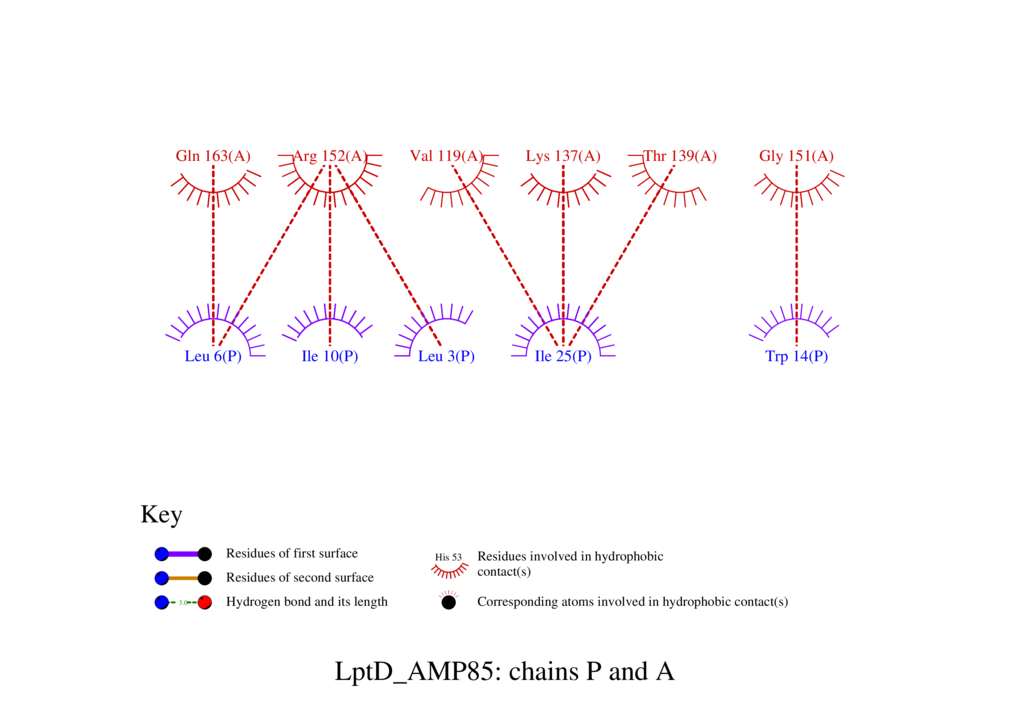 Gln 163(A) Arg 152(A) Val 119(A) Lys 137(A) Thr 139(A) Gly 151(A)
Leu 6(P) Ile 10(P) Leu 3(P) Ile 25(P) Trp 14(P)
Key
Residues of first surface
Residues of second surface
3.0
Hydrogen bond and its length
His 53
Residues involved in hydrophobic
contact(s)
Corresponding atoms involved in hydrophobic contact(s)
LptD_AMP85: chains P and A